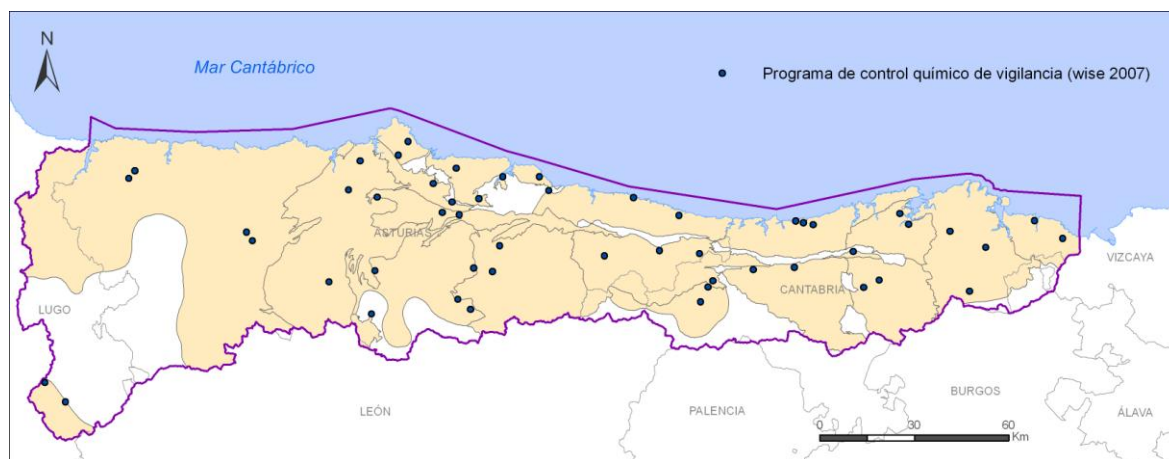 N
Mar Cantábrico
Programa de control químico de vigilancia (wise 2007)
ASTURIAS
VIZCAYA
CANTABRIA
LUGO
BURGOS
LEÓN
PALENCIA
ÁLAVA
0 15 30 60
Km